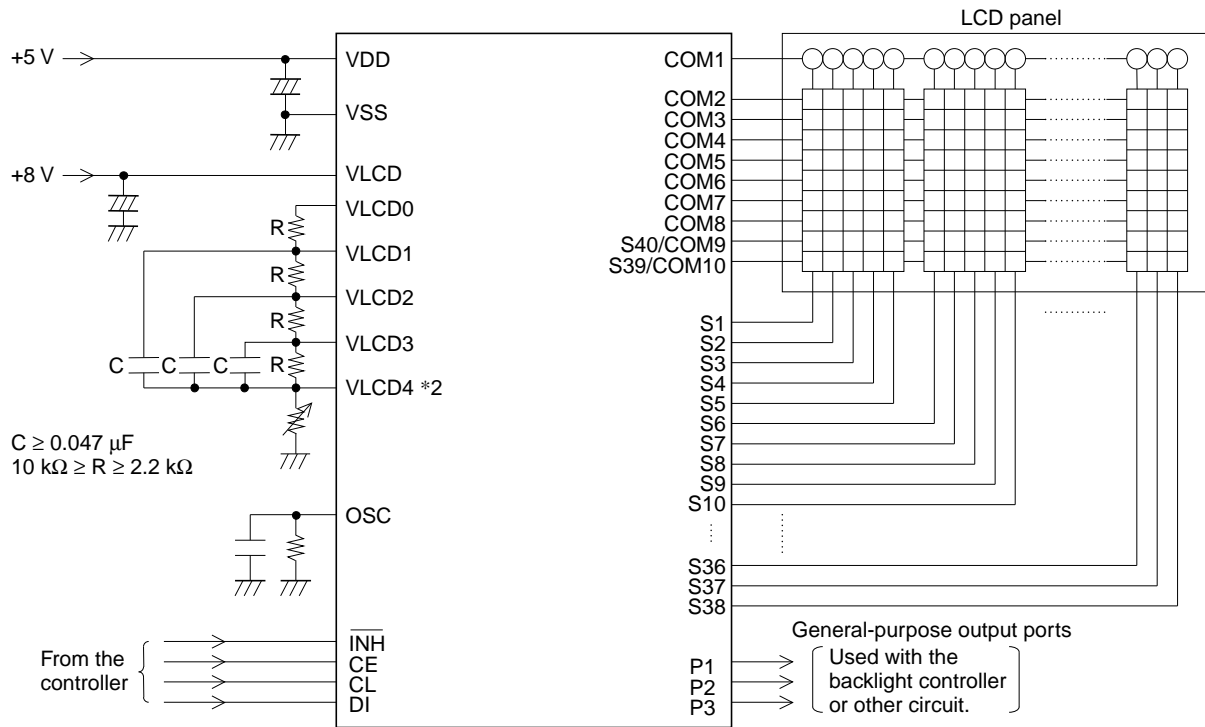 LCD panel
+5 V
VDD
VSS
+8 V
VLCD
VLCD0
R
VLCD1
R
VLCD2
R
VLCD3
C
C
C
R
VLCD4 *2
C ≥ 0.047 μF
10 kΩ ≥ R ≥ 2.2 kΩ
OSC
From the
controller
I̅N̅H̅
CE
CL
DI
COM1
COM2
COM3
COM4
COM5
COM6
COM7
COM8
S40/COM9
S39/COM10
S1
S2
S3
S4
S5
S6
S7
S8
S9
S10
S36
S37
S38
General-purpose output ports
P1
P2
P3
Used with the
backlight controller
or other circuit.